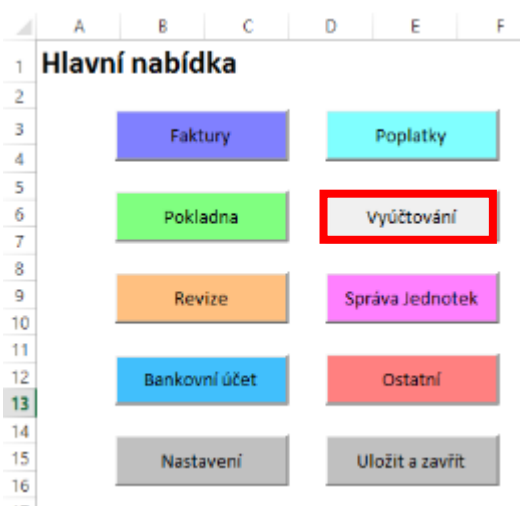 A B C D E F
1 Hlavní nabídka
2
3 Faktury Poplatky
4
5
6 Pokladna Vyúčtování
7
8
9 Revize Správa Jednotek
10
11
12 Bankovní účet Ostatní
13
14
15 Nastavení Uložit a zavřít
16